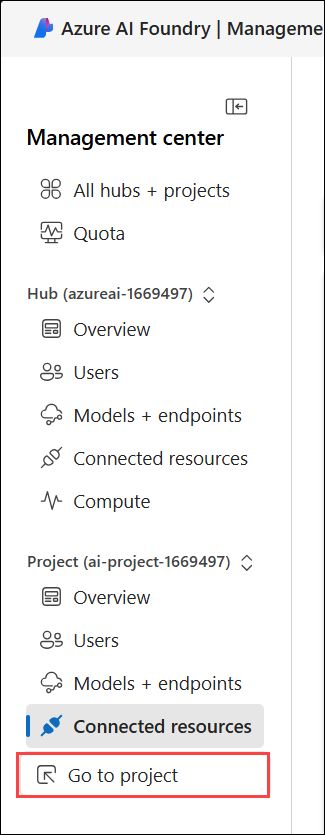 Azure AI Foundry | Manageme
Management center
All hubs + projects
Quota
Hub (azureai-1669497)
Overview
Users
Models + endpoints
Connected resources
Compute
Project (ai-project-1669497)
Overview
Users
Models + endpoints
Connected resources
Go to project